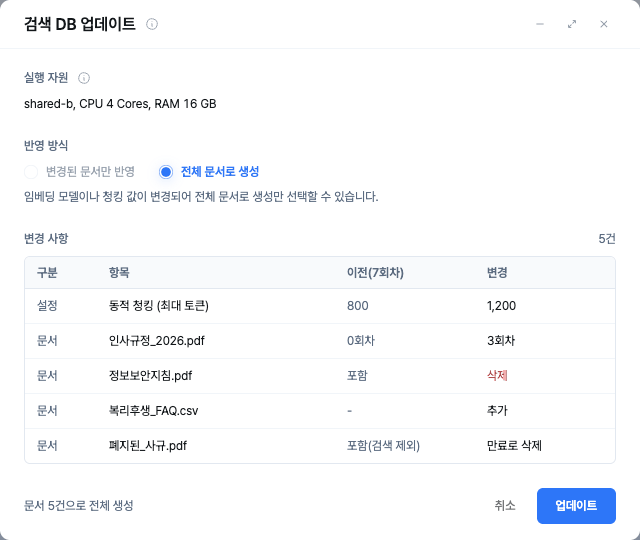 검색 DB 업데이트
실행 자원
shared-b, CPU 4 Cores, RAM 16 GB
반영 방식
변경된 문서만 반영 전체 문서로 생성
임베딩 모델이나 청킹 값이 변경되어 전체 문서로 생성만 선택할 수 있습니다.
변경 사항 5건
구분 항목 이전(7회차) 변경
설정 동적 청킹 (최대 토큰) 800 1,200
문서 인사규정_2026.pdf 0회차 3회차
문서 정보보안지침.pdf 포함 삭제
문서 복리후생_FAQ.csv - 추가
문서 폐지된_사규.pdf 포함(검색 제외) 만료로 삭제
문서 5건으로 전체 생성 취소 업데이트